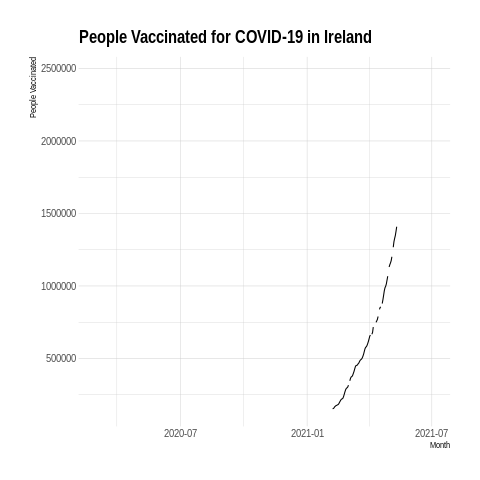 People Vaccinated for COVID-19 in Ireland
People Vaccinated
2500000
2000000
1500000
1000000
500000
2020-07
2021-01
2021-07
Month